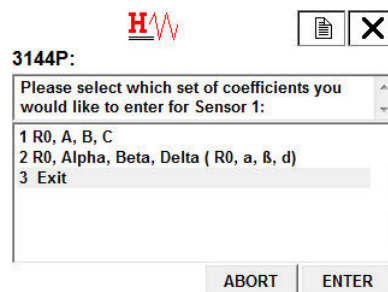 H
3144P:
Please select which set of coefficients you
would like to enter for Sensor 1:
1 R0, A, B, C
2 R0, Alpha, Beta, Delta ( R0, a, ß, d)
3 Exit
ABORT
ENTER